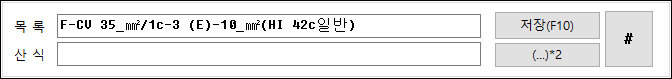 목 록 F-CV 35_㎟/1c-3 (E)-10_㎟(HI 42c일반) 저장(F10) #
산 식 (...)*2